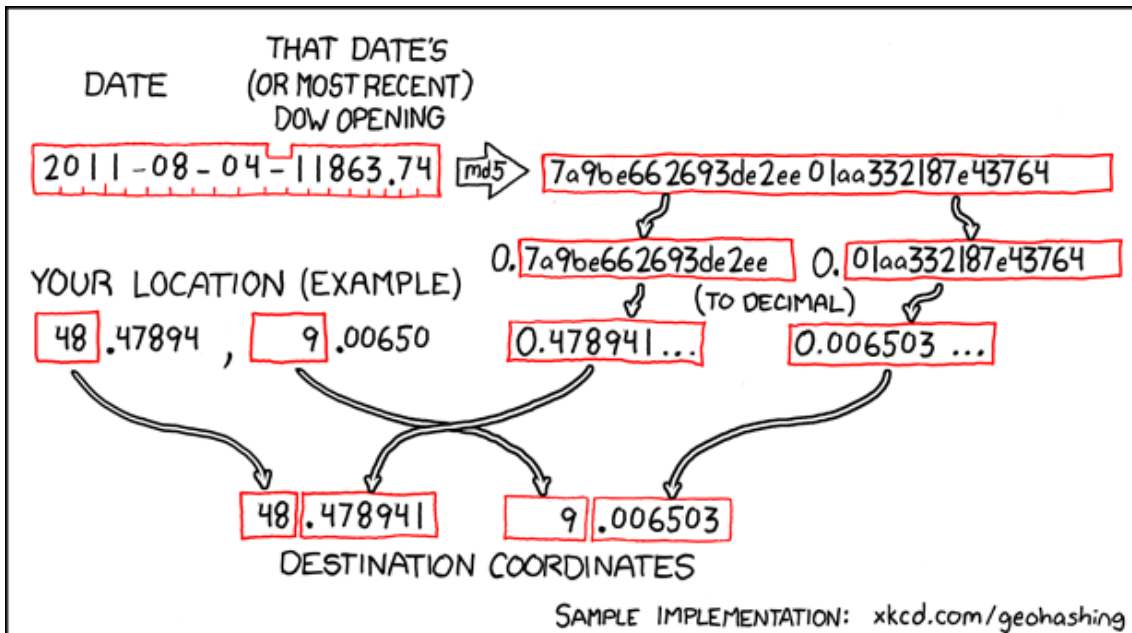 DATE
THAT DATE'S
(OR MOST RECENT)
DOW OPENING
2011-08-04-11863.74
md5
7a9be662693de2ee 01aa332187e43764
0.7a9be662693de2ee
0.01aa332187e43764
(TO DECIMAL)
YOUR LOCATION (EXAMPLE)
48.47894, 9.00650
0.478941...
0.006503...
48.478941
9.006503
DESTINATION COORDINATES
SAMPLE IMPLEMENTATION: xkcd.com/geohashing